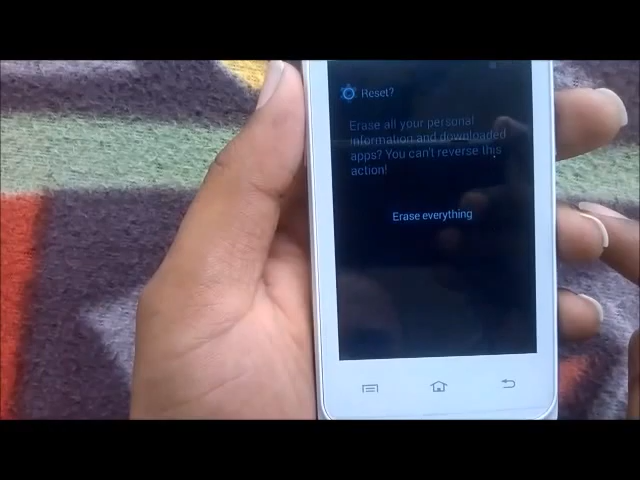 Reset?
Erase all your personal
information and downloaded
apps? You can't reverse this
action!
Erase everything